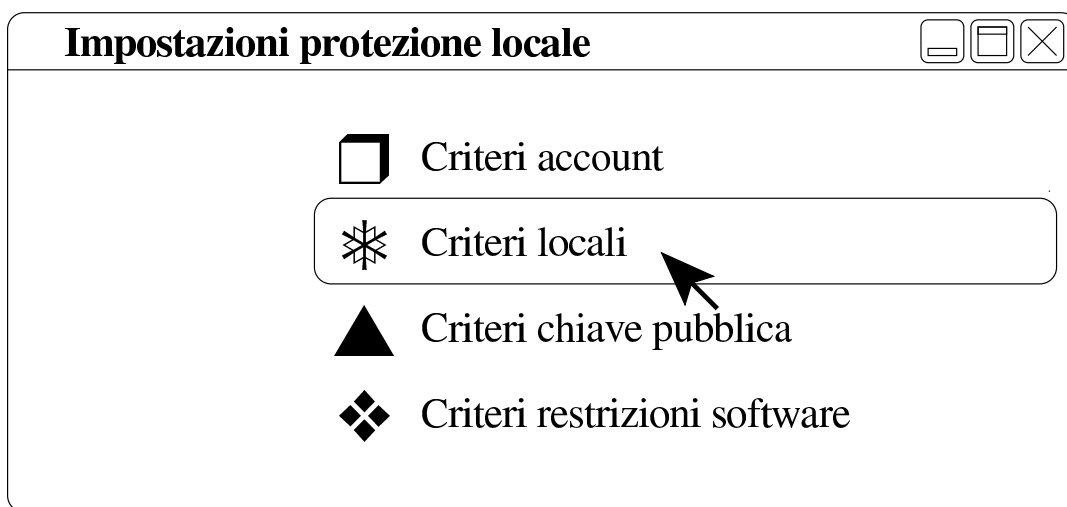 Impostazioni protezione locale
Criteri account
Criteri locali
Criteri chiave pubblica
Criteri restrizioni software